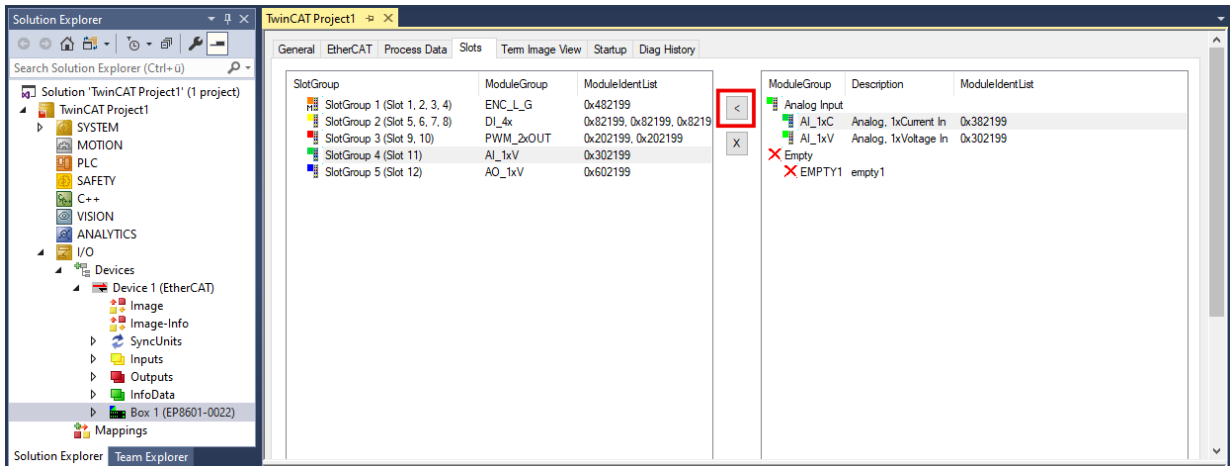 Solution Explorer
Search Solution Explorer (Ctrl+ü)
Solution 'TwinCAT Project1' (1 project)
TwinCAT Project1
SYSTEM
MOTION
PLC
SAFETY
C++
VISION
ANALYTICS
I/O
Devices
Device 1 (EtherCAT)
Image
Image-Info
SyncUnits
Inputs
Outputs
InfoData
Box 1 (EP8601-0022)
Mappings
Solution Explorer Team Explorer
TwinCAT Project1
General EtherCAT Process Data Slots Term Image View Startup Diag History
SlotGroup ModuleGroup ModuleIdentList
SlotGroup 1 (Slot 1, 2, 3, 4) ENC_L_G 0x482199
SlotGroup 2 (Slot 5, 6, 7, 8) DI_4x 0x82199, 0x82199, 0x8219
SlotGroup 3 (Slot 9, 10) PWM_2xOUT 0x202199, 0x202199
SlotGroup 4 (Slot 11) AI_1xV 0x302199
SlotGroup 5 (Slot 12) AO_1xV 0x602199
<
X
ModuleGroup Description ModuleIdentList
Analog Input
AI_1xC Analog, 1xCurrent In 0x382199
AI_1xV Analog, 1xVoltage In 0x302199
Empty
EMPTY1 empty1